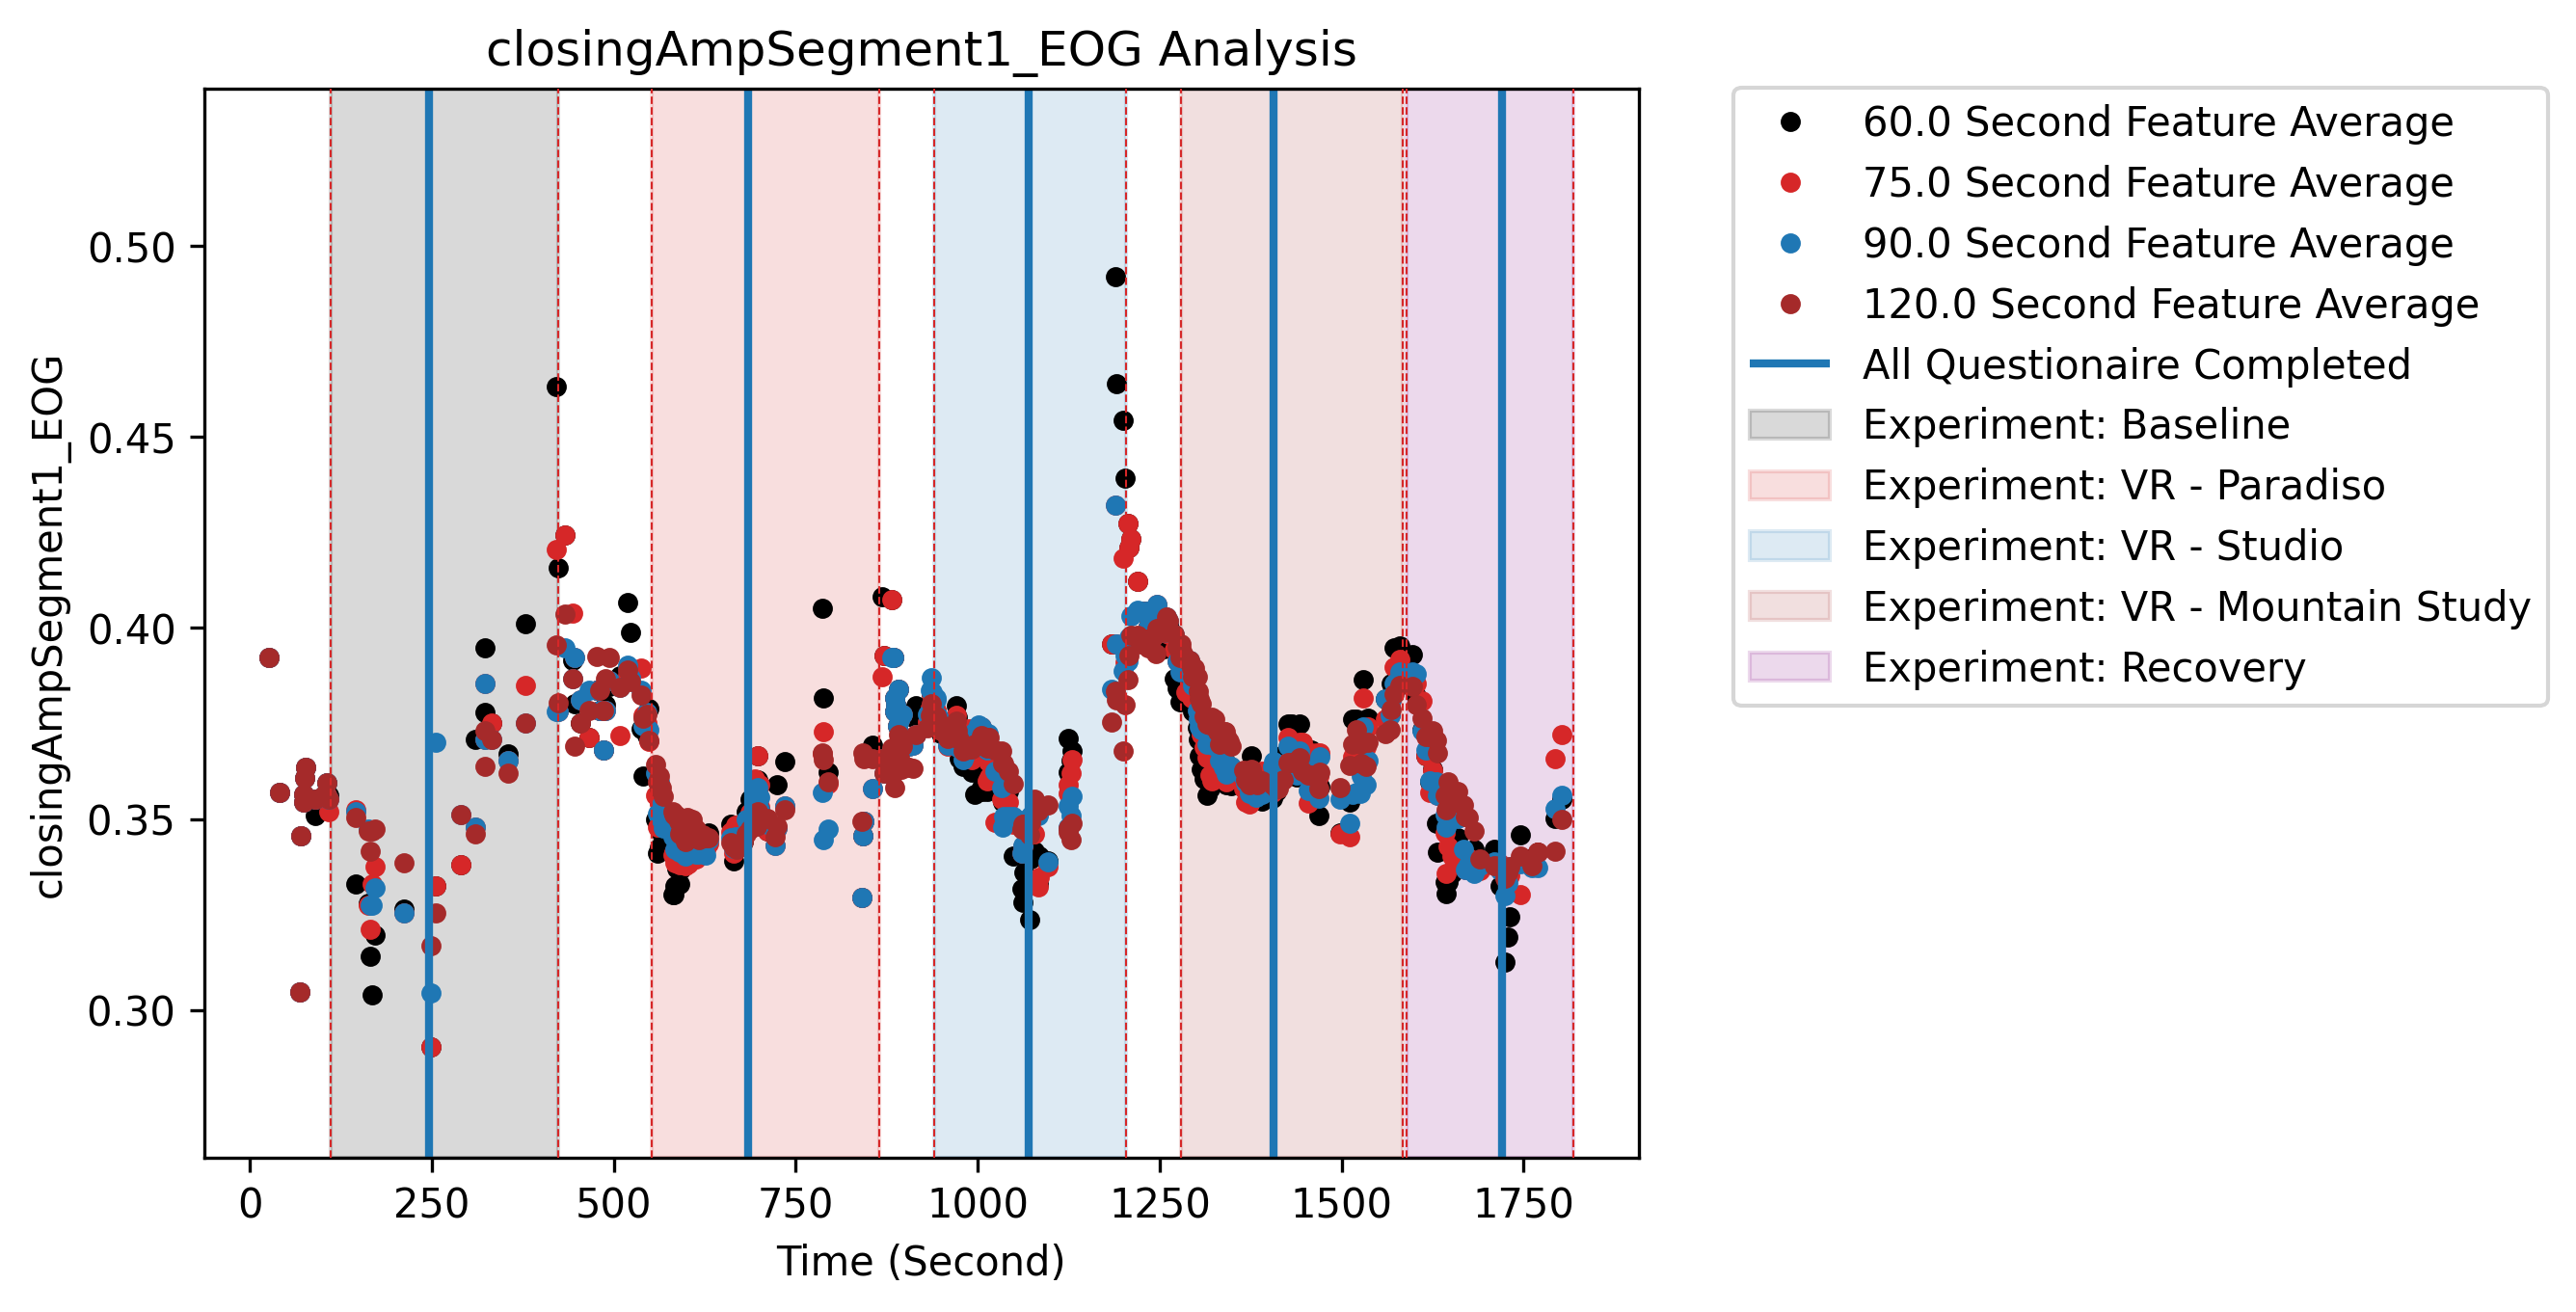 closingAmpSegment1_EOG Analysis
closingAmpSegment1_EOG
0.50
0.45
0.40
0.35
0.30
0 250 500 750 1000 1250 1500 1750
Time (Second)
60.0 Second Feature Average
75.0 Second Feature Average
90.0 Second Feature Average
120.0 Second Feature Average
All Questionaire Completed
Experiment: Baseline
Experiment: VR - Paradiso
Experiment: VR - Studio
Experiment: VR - Mountain Study
Experiment: Recovery